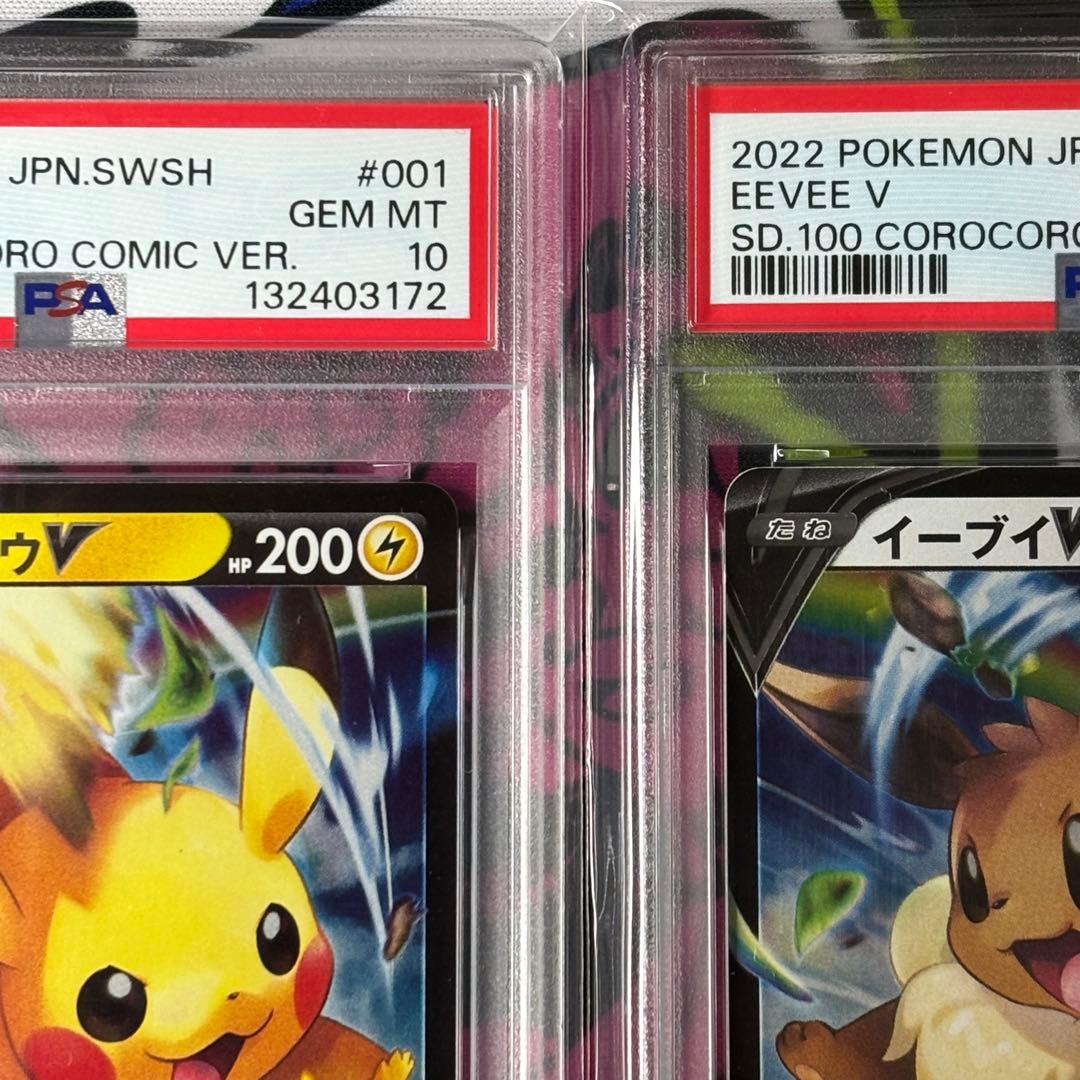 JPN.SWSH #001
GEM MT
ORO COMIC VER. 10
PSA 132403172
2022 POKEMON JP
EEVEE V
SD.100 COROCORO
ウV HP 200
たね イーブイV